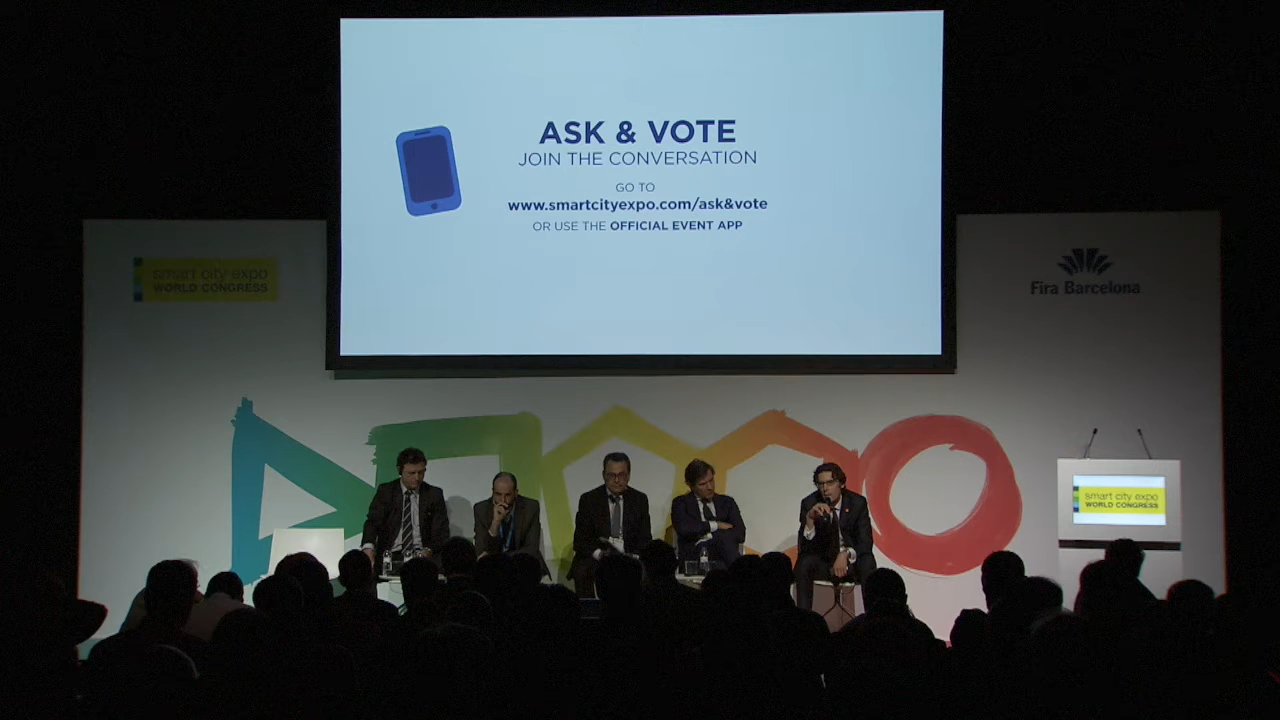 ASK & VOTE
JOIN THE CONVERSATION
GO TO
www.smartcityexpo.com/ask&vote
OR USE THE OFFICIAL EVENT APP
smart city expo
WORLD CONGRESS
Fira Barcelona
smart city expo
WORLD CONGRESS